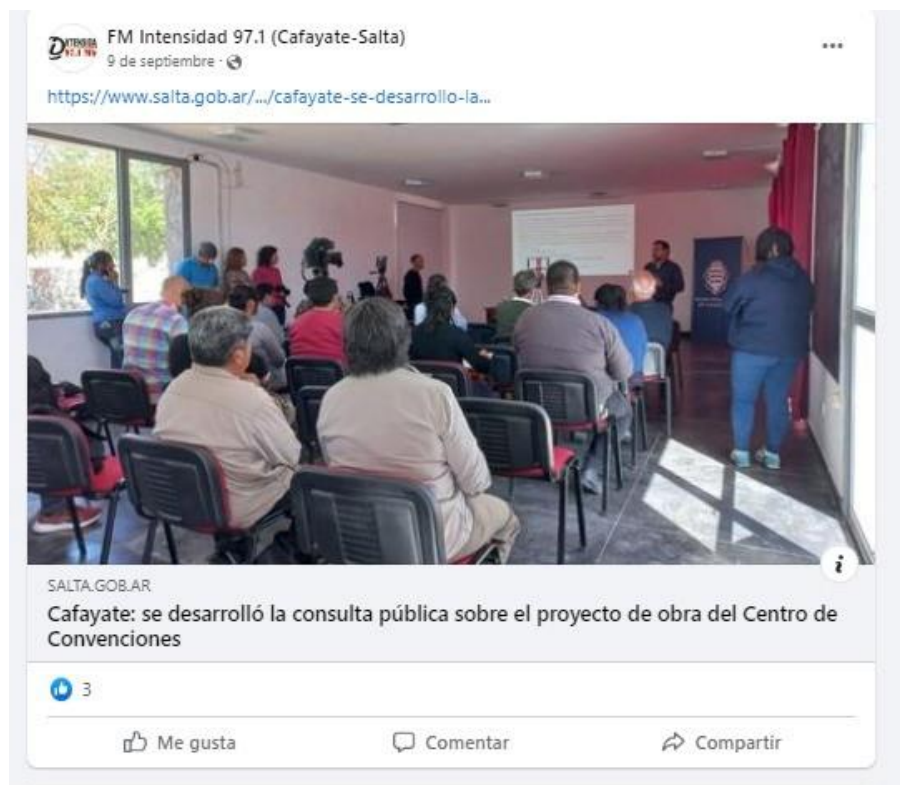 FM Intensidad 97.1 (Cafayate-Salta)
9 de septiembre ·
https://www.salta.gob.ar/.../cafayate-se-desarrollo-la...
SALTA.GOB.AR
Cafayate: se desarrolló la consulta pública sobre el proyecto de obra del Centro de
Convenciones
3
Me gusta
Comentar
Compartir